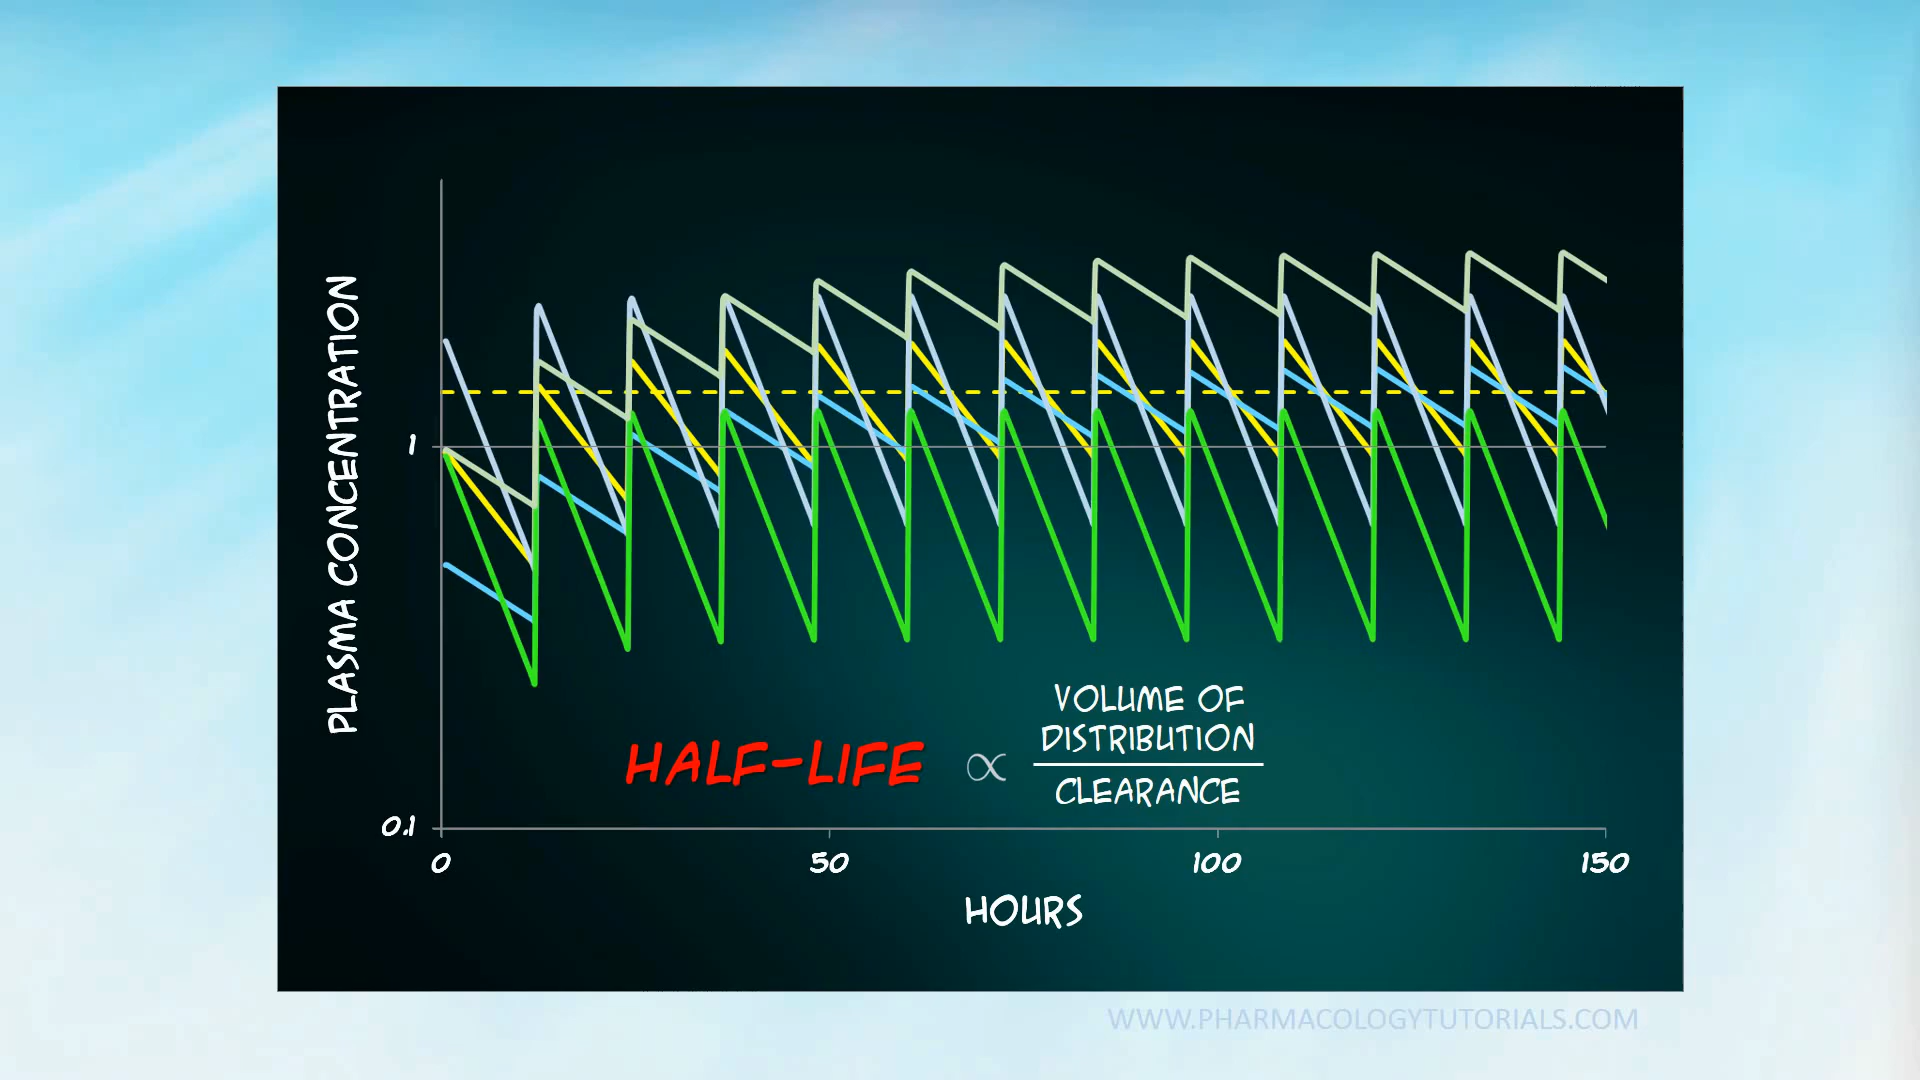 PLASMA CONCENTRATION
1
0.1
0
50
100
150
HOURS
HALF-LIFE ∝
VOLUME OF
DISTRIBUTION
CLEARANCE
WWW.PHARMACOLOGYTUTORIALS.COM